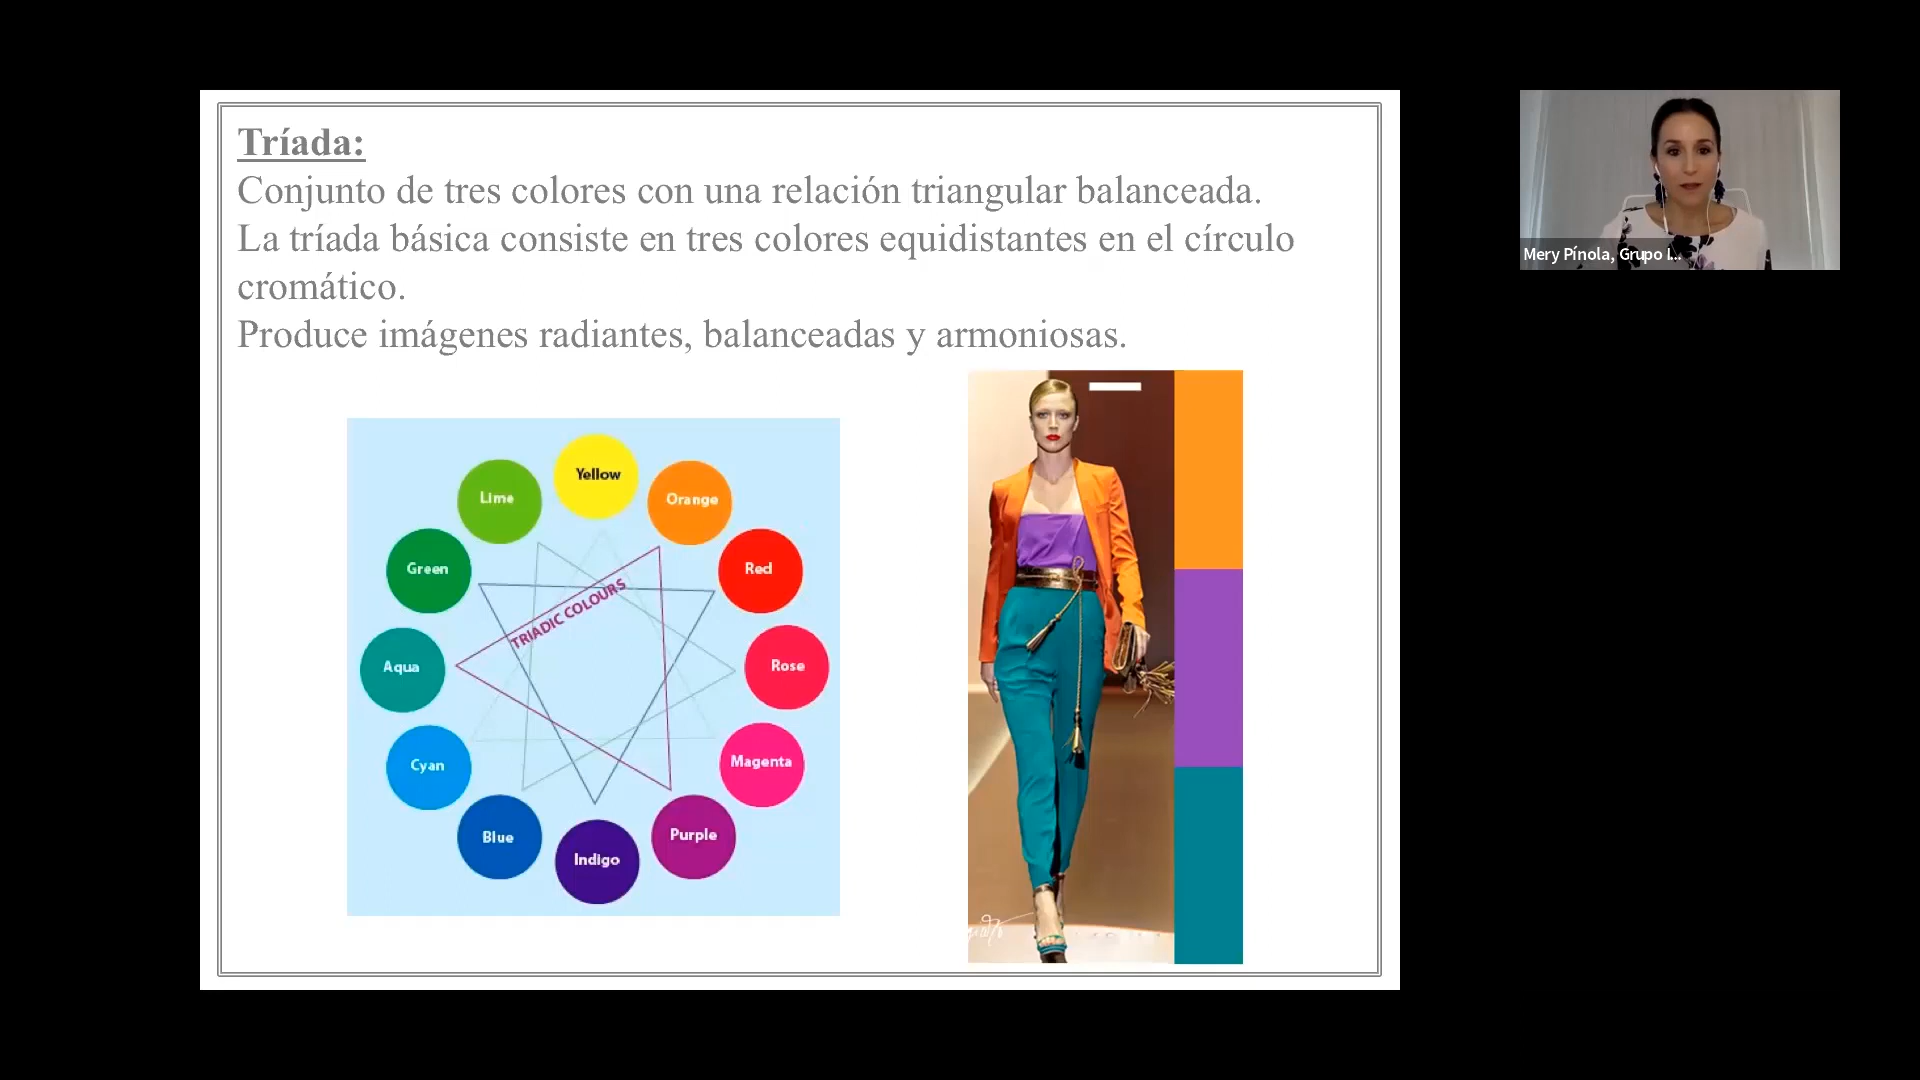 Tríada:
Conjunto de tres colores con una relación triangular balanceada.
La tríada básica consiste en tres colores equidistantes en el círculo
cromático.
Produce imágenes radiantes, balanceadas y armoniosas.
Yellow
Lime
Orange
Green
Red
TRIADIC COLOURS
Aqua
Rose
Cyan
Magenta
Blue
Purple
Indigo
Mery Pínola, Grupo I...